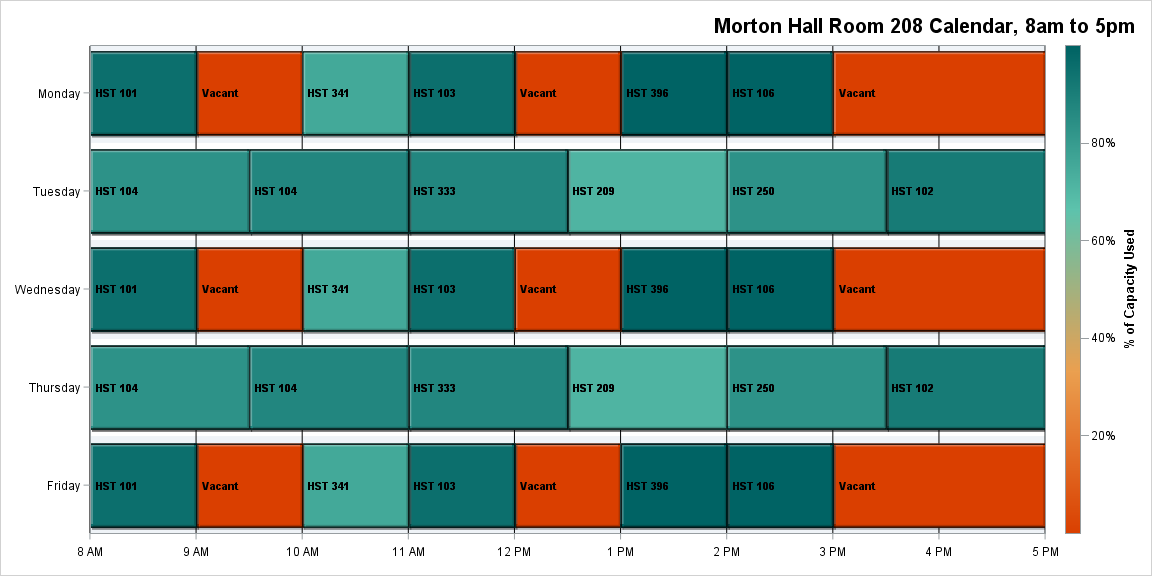 Morton Hall Room 208 Calendar, 8am to 5pm
Monday
HST 101
Vacant
HST 341
HST 103
Vacant
HST 396
HST 106
Vacant
Tuesday
HST 104
HST 104
HST 333
HST 209
HST 250
HST 102
Wednesday
HST 101
Vacant
HST 341
HST 103
Vacant
HST 396
HST 106
Vacant
Thursday
HST 104
HST 104
HST 333
HST 209
HST 250
HST 102
Friday
HST 101
Vacant
HST 341
HST 103
Vacant
HST 396
HST 106
Vacant
8 AM
9 AM
10 AM
11 AM
12 PM
1 PM
2 PM
3 PM
4 PM
5 PM
80%
60%
40%
20%
% of Capacity Used